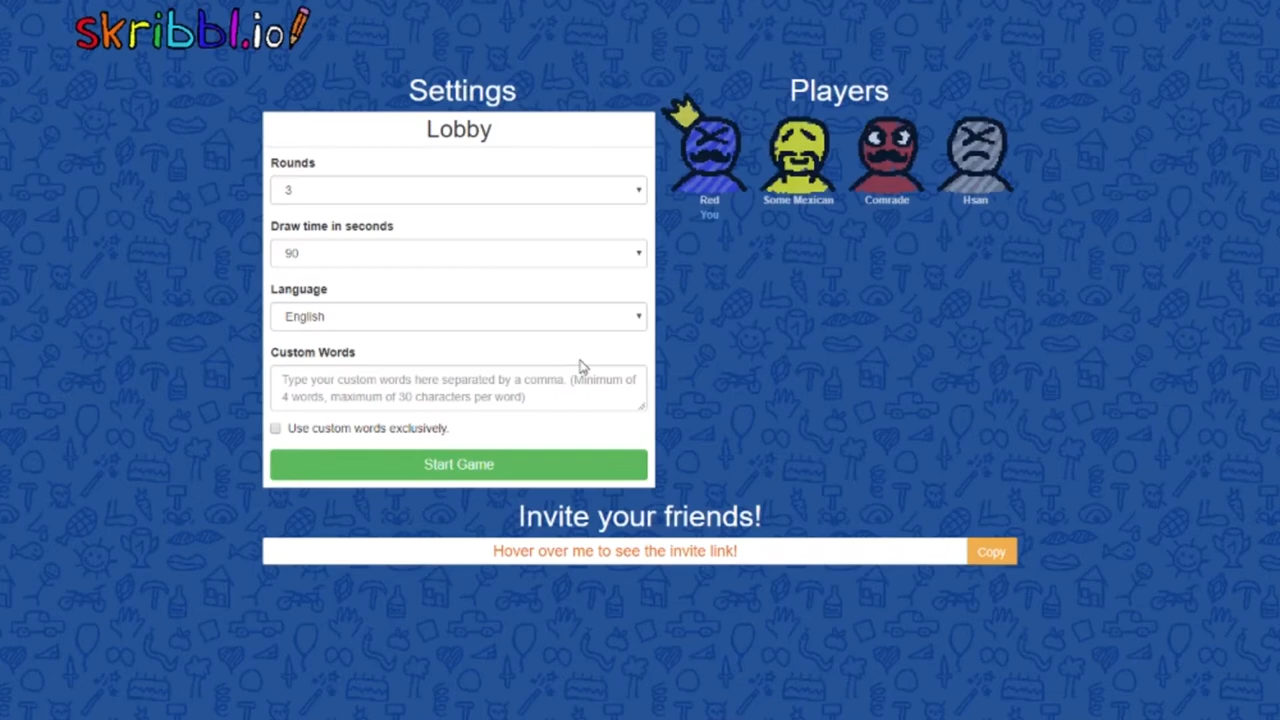 skribbl.io
Settings
Players
Lobby
Rounds
3
Draw time in seconds
90
Language
English
Custom Words
Type your custom words here separated by a comma. (Minimum of
4 words, maximum of 30 characters per word)
Use custom words exclusively.
Start Game
Red
You
Some Mexican
Comrade
Hsan
Invite your friends!
Hover over me to see the invite link!
Copy